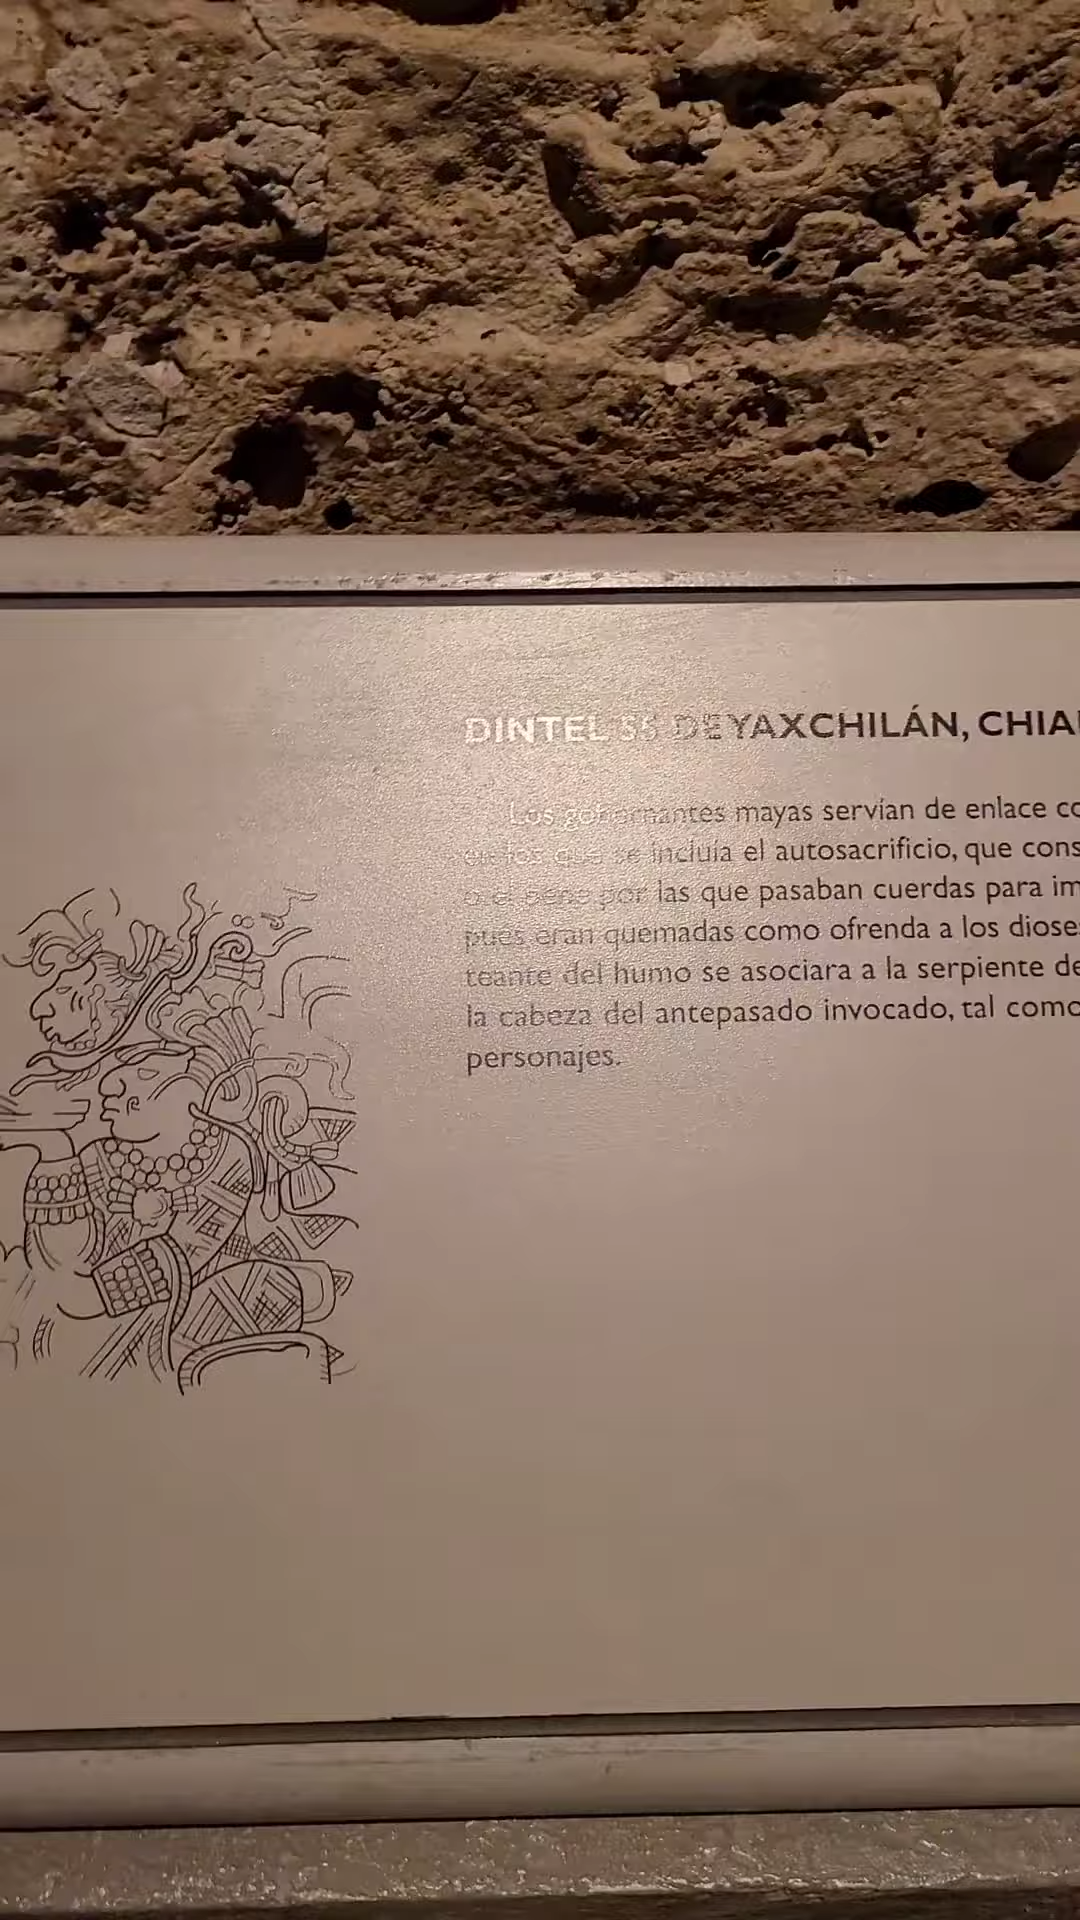 DINTEL 55 DE YAXCHILÁN, CHIA
Los gobernantes mayas servían de enlace co
en los que se incluía el autosacrificio, que cons
o el pene por las que pasaban cuerdas para im
pues eran quemadas como ofrenda a los diose
teante del humo se asociara a la serpiente de
la cabeza del antepasado invocado, tal como
personajes.